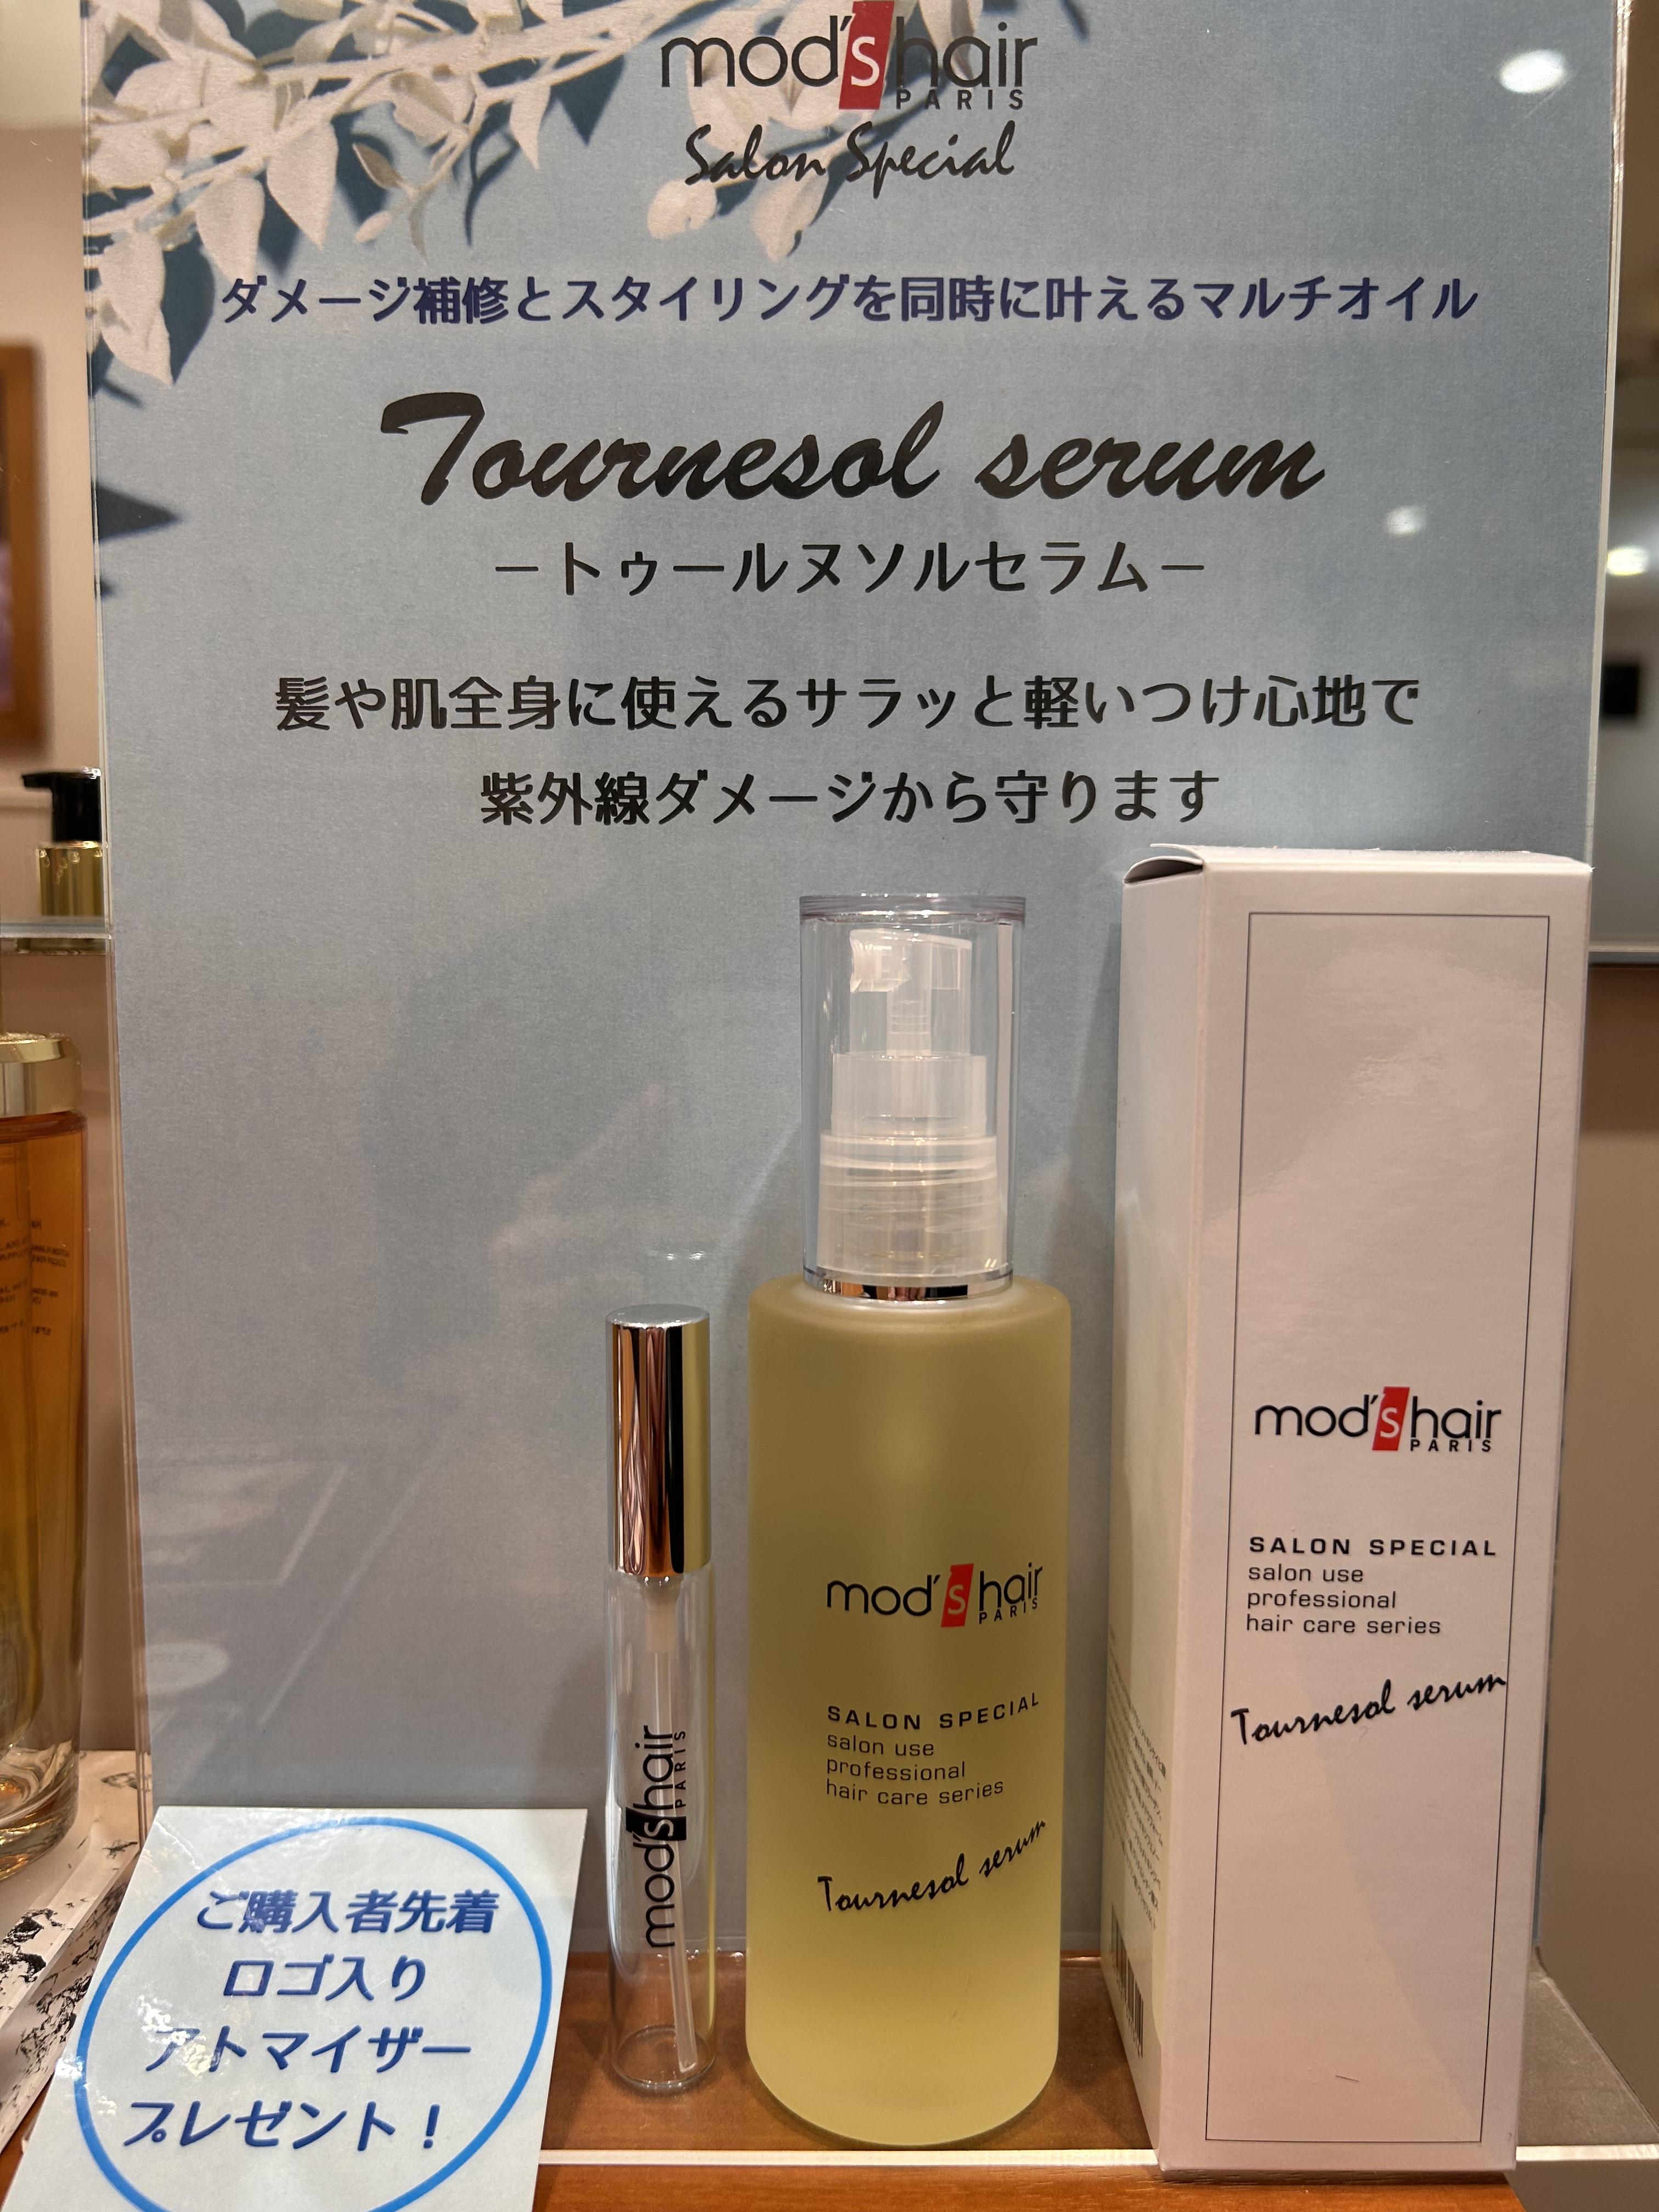 mod's hair
PARIS
Salon Special
ダメージ補修とスタイリングを同時に叶えるマルチオイル
Tournesol serum
ートゥールヌソルセラムー
髪や肌全身に使えるサラッと軽いつけ心地で
紫外線ダメージから守ります
mod's hair
PARIS
mod's hair
PARIS
SALON SPECIAL
salon use
professional
hair care series
Tournesol serum
mod's hair
PARIS
SALON SPECIAL
salon use
professional
hair care series
Tournesol serum
ご購入者先着
ロゴ入り
アトマイザー
プレゼント！